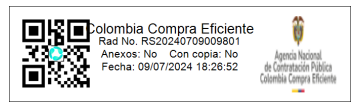 Colombia Compra Eficiente
Rad No. RS20240709009801
Anexos: No Con copia: No
Fecha: 09/07/2024 18:26:52
Agencia Nacional
de Contratación Pública
Colombia Compra Eficiente